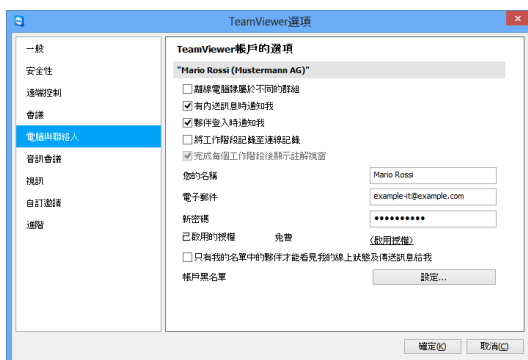 TeamViewer選項
一般
安全性
遠端控制
會議
電腦與聯絡人
音訊會議
視訊
自訂邀請
進階
TeamViewer帳戶的選項
"Mario Rossi (Mustermann AG)"
離線電腦隸屬於不同的群組
有內送訊息時通知我
夥伴登入時通知我
將工作階段記錄至連線記錄
完成每個工作階段後顯示註解視窗
您的名稱 Mario Rossi
電子郵件 example-it@example.com
新密碼 ••••••••••
已啟用的授權 免費 (啟用授權)
只有我的名單中的夥伴才能看見我的線上狀態及傳送訊息給我
帳戶黑名單 設定...
確定(K) 取消(C)